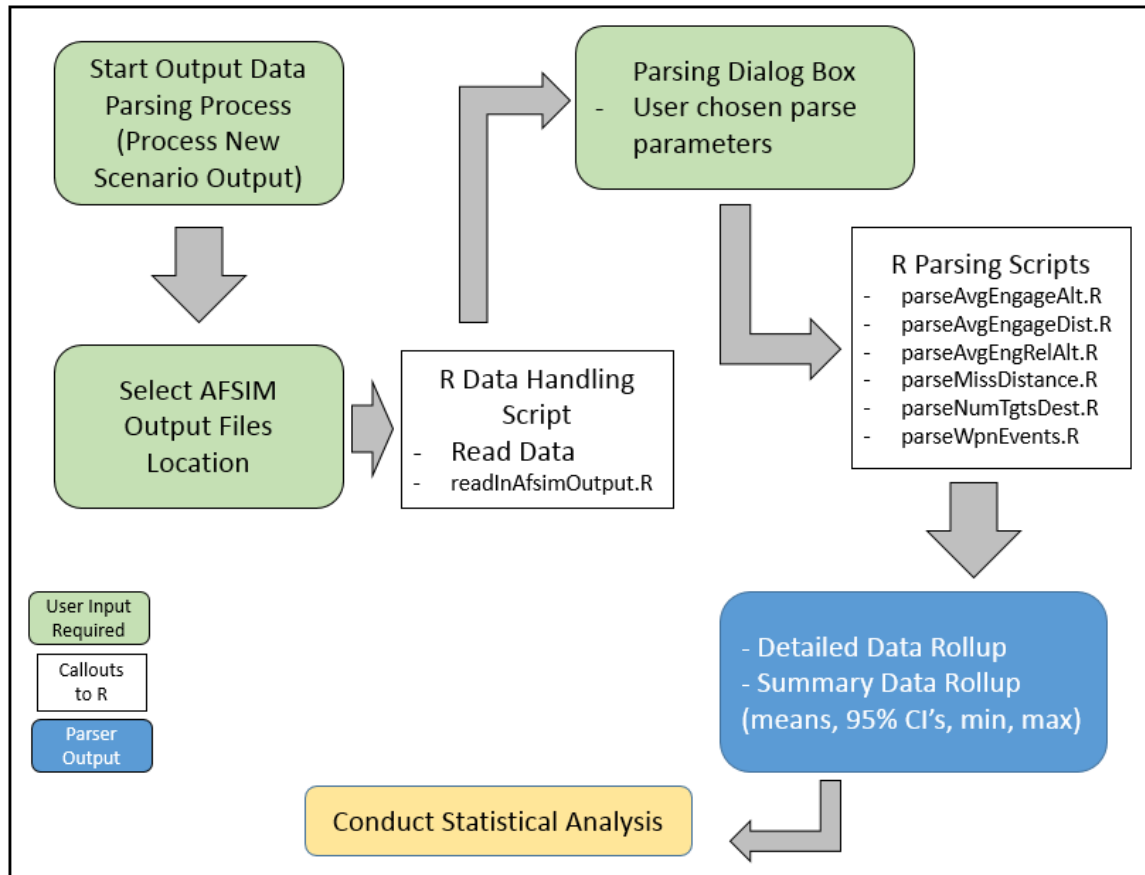 Start Output Data
Parsing Process
(Process New
Scenario Output)
Select AFSIM
Output Files
Location
R Data Handling
Script
- Read Data
- readInAfsimOutput.R
Parsing Dialog Box
- User chosen parse
parameters
R Parsing Scripts
- parseAvgEngageAlt.R
- parseAvgEngageDist.R
- parseAvgEngRelAlt.R
- parseMissDistance.R
- parseNumTgtsDest.R
- parseWpnEvents.R
- Detailed Data Rollup
- Summary Data Rollup
(means, 95% CI's, min, max)
Conduct Statistical Analysis
User Input
Required
Callouts
to R
Parser
Output